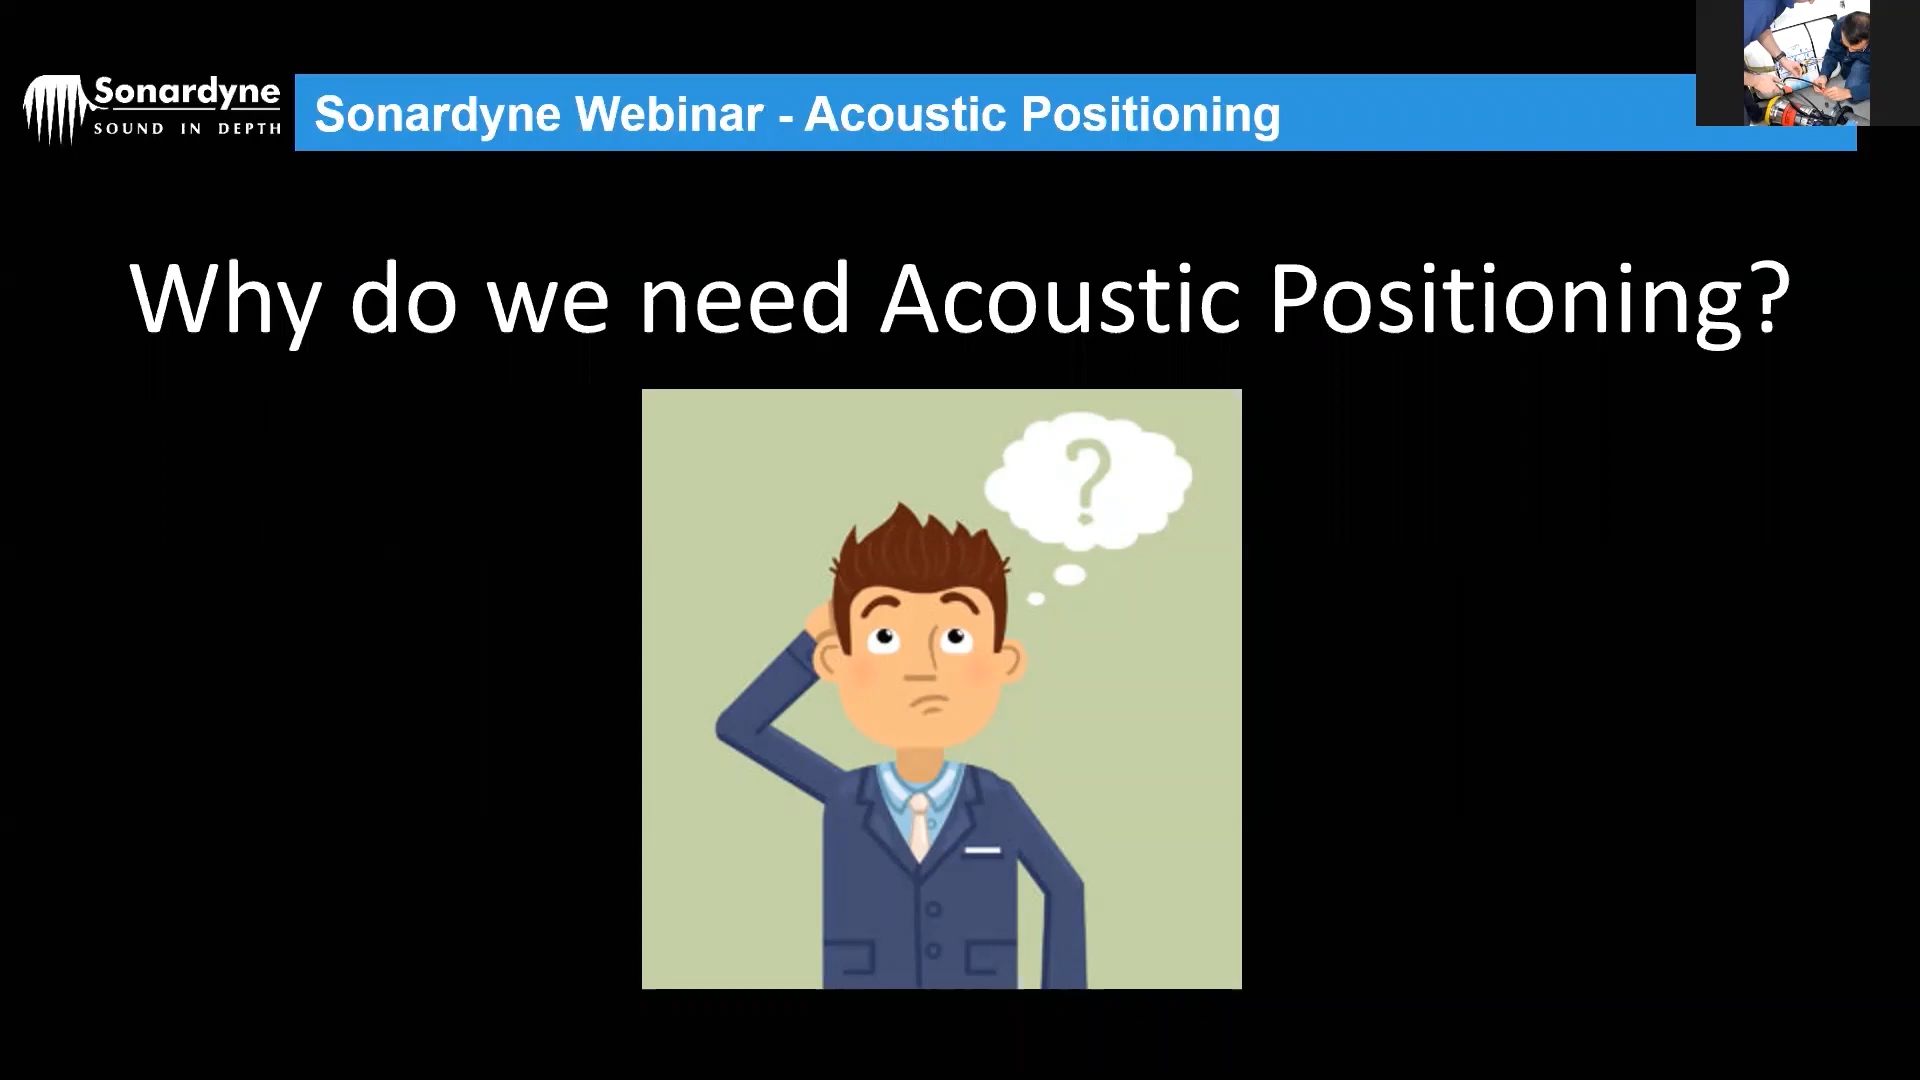 Sonardyne
SOUND IN DEPTH
Sonardyne Webinar - Acoustic Positioning
Why do we need Acoustic Positioning?
?